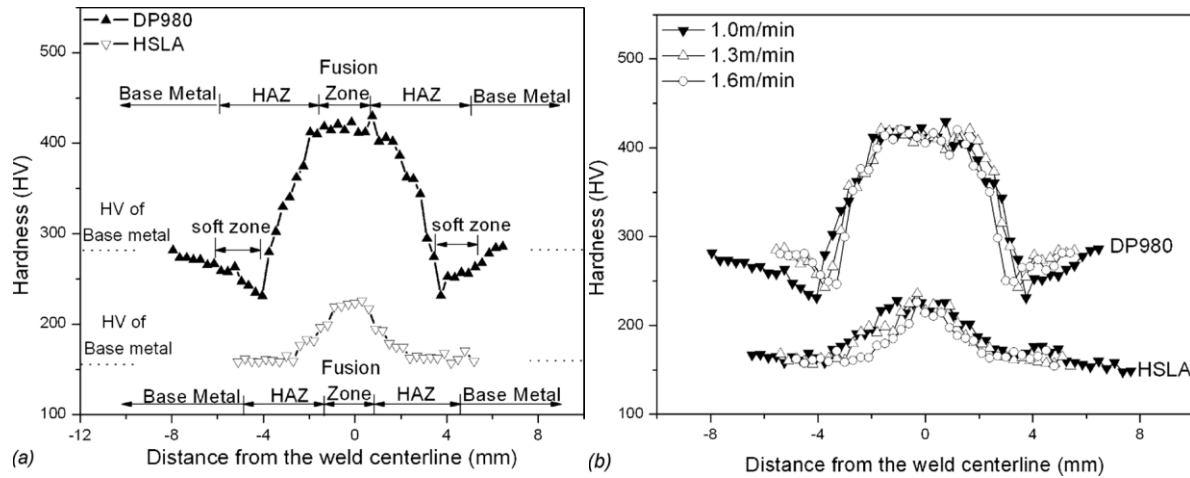 DP980
HSLA
Fusion
Base Metal HAZ Zone HAZ Base Metal
HV of
Base metal
soft zone soft zone
HV of
Base metal
Fusion
Base Metal HAZ Zone HAZ Base Metal
500
400
300
200
100
-12 -8 -4 0 4 8
Hardness (HV)
Distance from the weld centerline (mm)
(a)
1.0m/min
1.3m/min
1.6m/min
DP980
HSLA
500
400
300
200
100
-8 -4 0 4 8
Hardness (HV)
Distance from the weld centerline (mm)
(b)